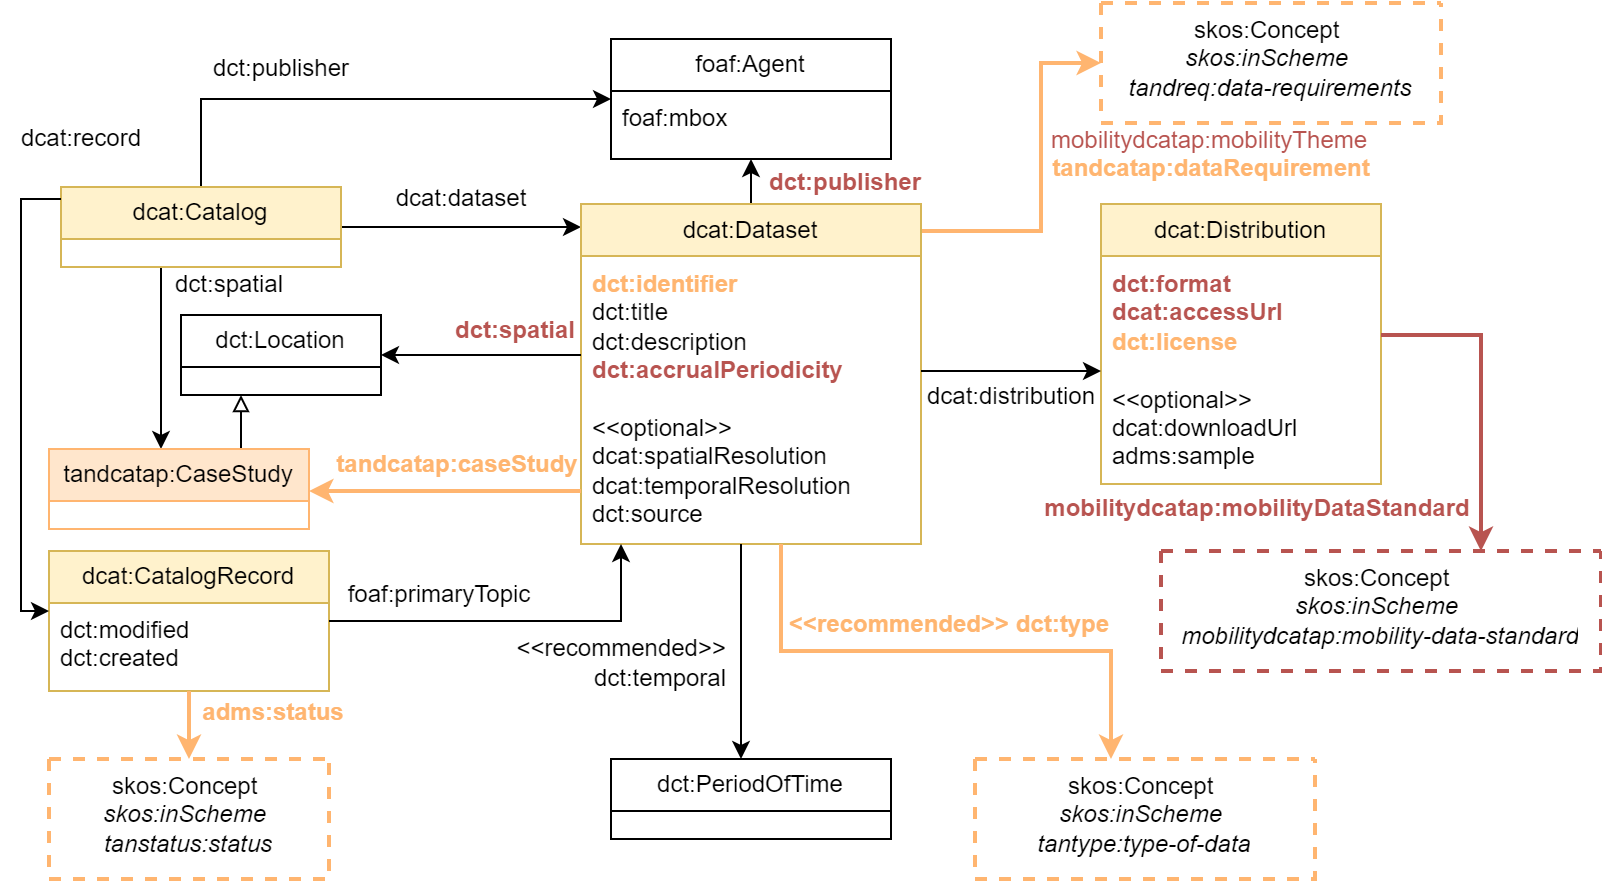 skos:Concept
skos:inScheme
tandreq:data-requirements
dct:publisher
foaf:Agent
foaf:mbox
dcat:record
mobilitydcatap:mobilityTheme
tandcatap:dataRequirement
dct:publisher
dcat:Catalog
dcat:dataset
dcat:Dataset
dct:identifier
dct:title
dct:description
dct:accrualPeriodicity
<<optional>>
dcat:spatialResolution
dcat:temporalResolution
dct:source
dcat:Distribution
dct:format
dcat:accessUrl
dct:license
<<optional>>
dcat:downloadUrl
adms:sample
dct:spatial
dct:Location
dct:spatial
dcat:distribution
tandcatap:CaseStudy
tandcatap:caseStudy
mobilitydcatap:mobilityDataStandard
dcat:CatalogRecord
dct:modified
dct:created
foaf:primaryTopic
skos:Concept
skos:inScheme
mobilitydcatap:mobility-data-standard
<<recommended>> dct:type
<<recommended>>
dct:temporal
adms:status
skos:Concept
skos:inScheme
tanstatus:status
dct:PeriodOfTime
skos:Concept
skos:inScheme
tantype:type-of-data